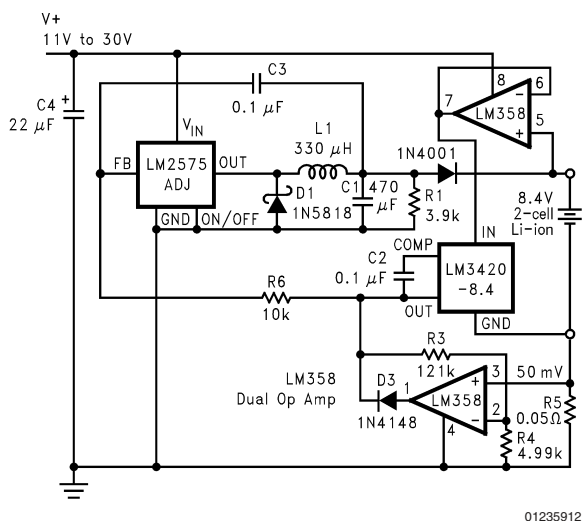 V+
11V to 30V
C3
0.1 μF
8
6
7
LM358
5
C4
+
22 μF
VIN
L1
330 μH
FB
LM2575
ADJ
OUT
1N4001
D1
1N5818
C1
470
μF
R1
3.9k
8.4V
2-cell
Li-ion
GND
ON/OFF
IN
COMP
C2
0.1 μF
LM3420
-8.4
R6
10k
OUT
GND
R3
121k
LM358
Dual Op Amp
D3
1N4148
1
3
50 mV
LM358
2
4
R5
0.05Ω
R4
4.99k
01235912